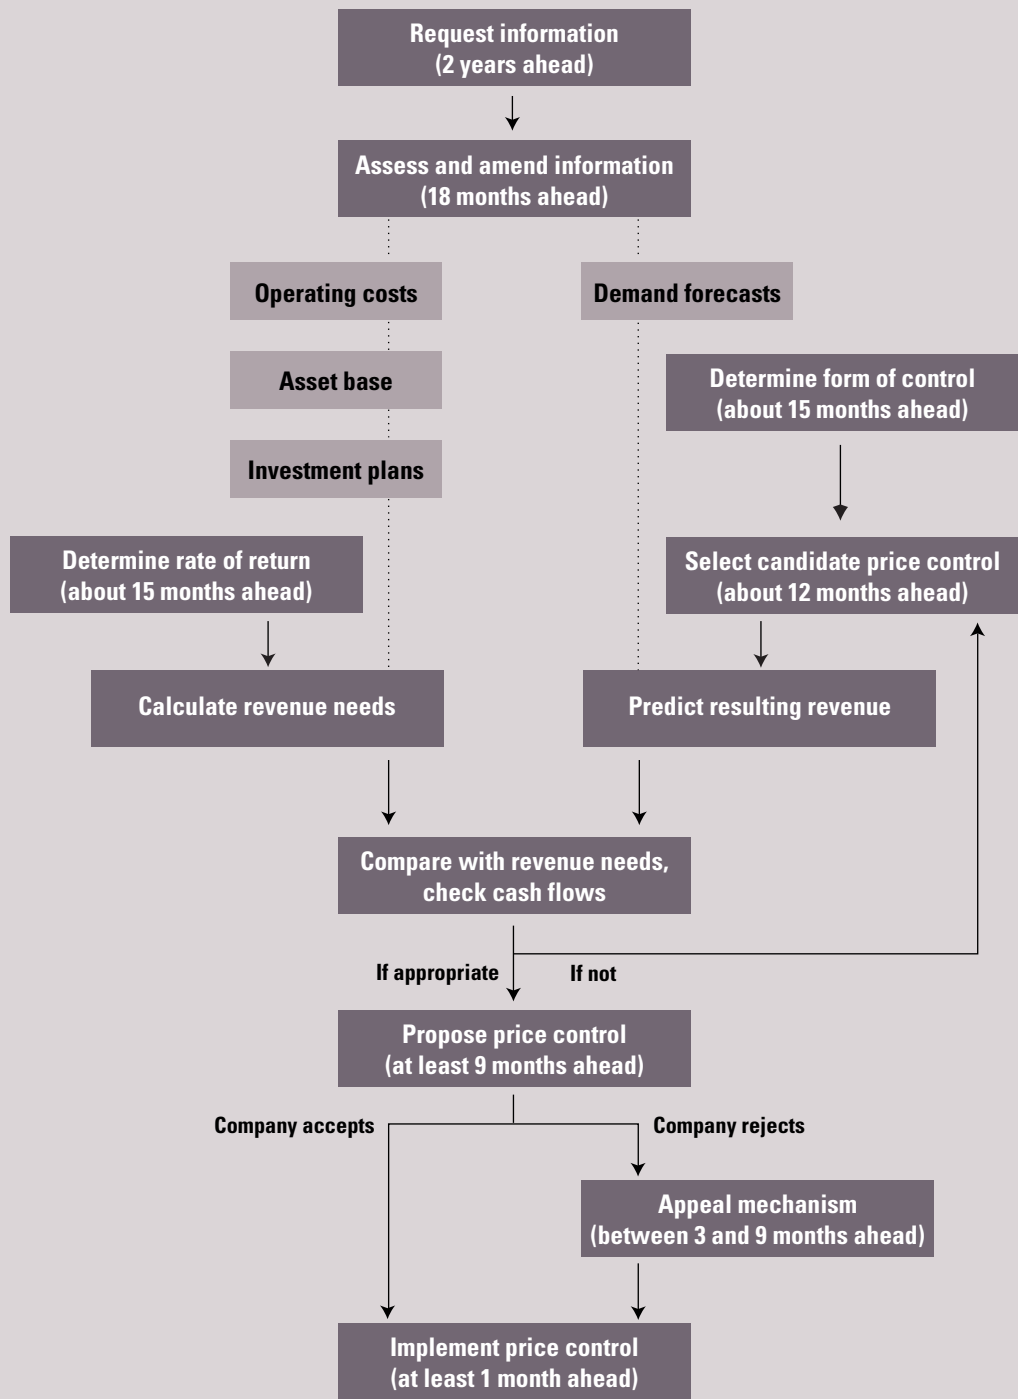 Request information
(2 years ahead)
Assess and amend information
(18 months ahead)
Operating costs
Demand forecasts
Asset base
Determine form of control
(about 15 months ahead)
Investment plans
Determine rate of return
(about 15 months ahead)
Select candidate price control
(about 12 months ahead)
Calculate revenue needs
Predict resulting revenue
Compare with revenue needs,
check cash flows
If appropriate
If not
Propose price control
(at least 9 months ahead)
Company accepts
Company rejects
Appeal mechanism
(between 3 and 9 months ahead)
Implement price control
(at least 1 month ahead)